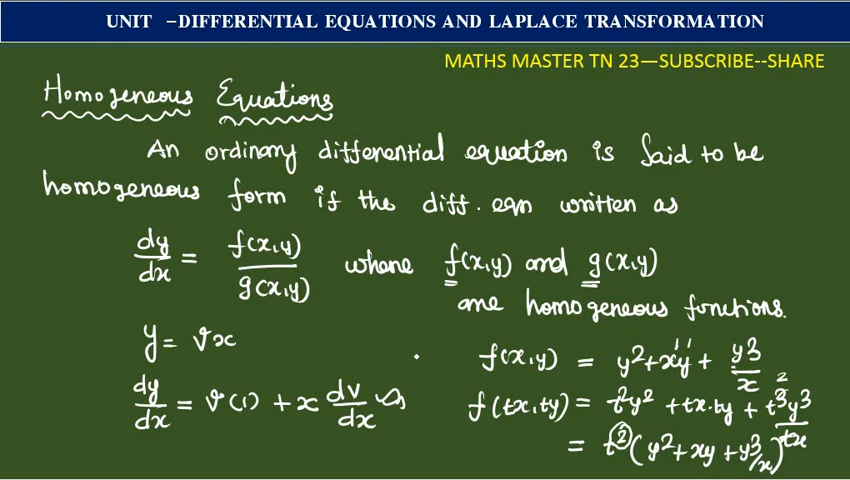 UNIT –DIFFERENTIAL EQUATIONS AND LAPLACE TRANSFORMATION
MATHS MASTER TN 23—SUBSCRIBE--SHARE
Homogeneous Equations
An ordinary differential equation is said to be
homogeneous form if the diff. eqn written as
dy/dx = f(x,y)/g(x,y) where f(x,y) and g(x,y)
are homogeneous functions.
y = vx
f(x,y) = y²+xy+ y³/x
dy/dx = v(1) + x dv/dx
f(tx,ty) = t²y² + tx.ty + t³y³/tx
= t²(y²+xy+y³/x)